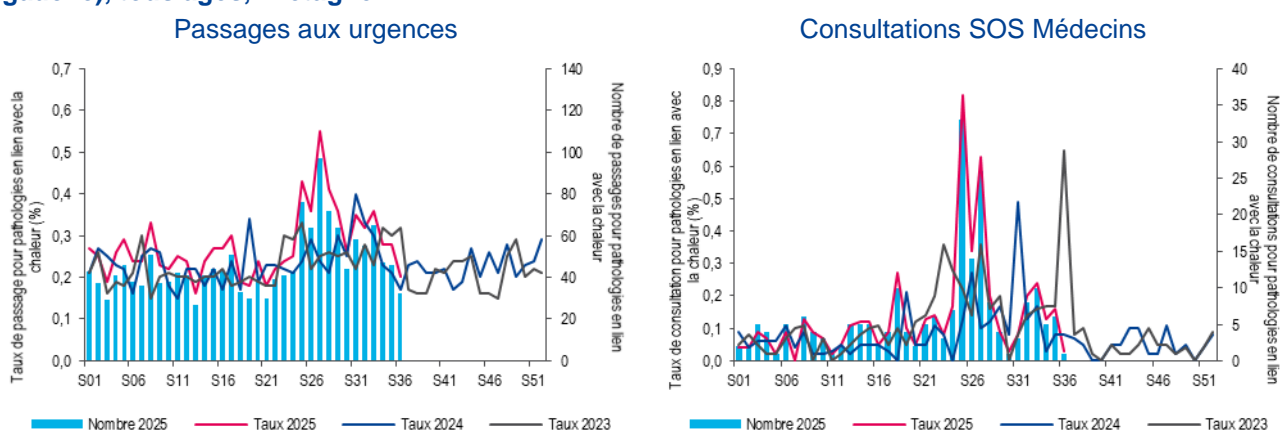 Passages aux urgences
Taux de passage pour pathologies en lien avec la
chaleur (%)
0,7
0,6
0,5
0,4
0,3
0,2
0,1
0,0
140
120
100
80
60
40
20
0
Nombre de passages pour pathologies en lien
avec la chaleur
S01 S06 S11 S16 S21 S26 S31 S36 S41 S46 S51
Nombre 2025 Taux 2025 Taux 2024 Taux 2023
Consultations SOS Médecins
Taux de consultation pour pathologies en lien avec
la chaleur (%)
0,9
0,8
0,7
0,6
0,5
0,4
0,3
0,2
0,1
0,0
40
35
30
25
20
15
10
5
0
Nombre de consultations pour pathologies en lien
avec la chaleur
S01 S06 S11 S16 S21 S26 S31 S36 S41 S46 S51
Nombre 2025 Taux 2025 Taux 2024 Taux 2023